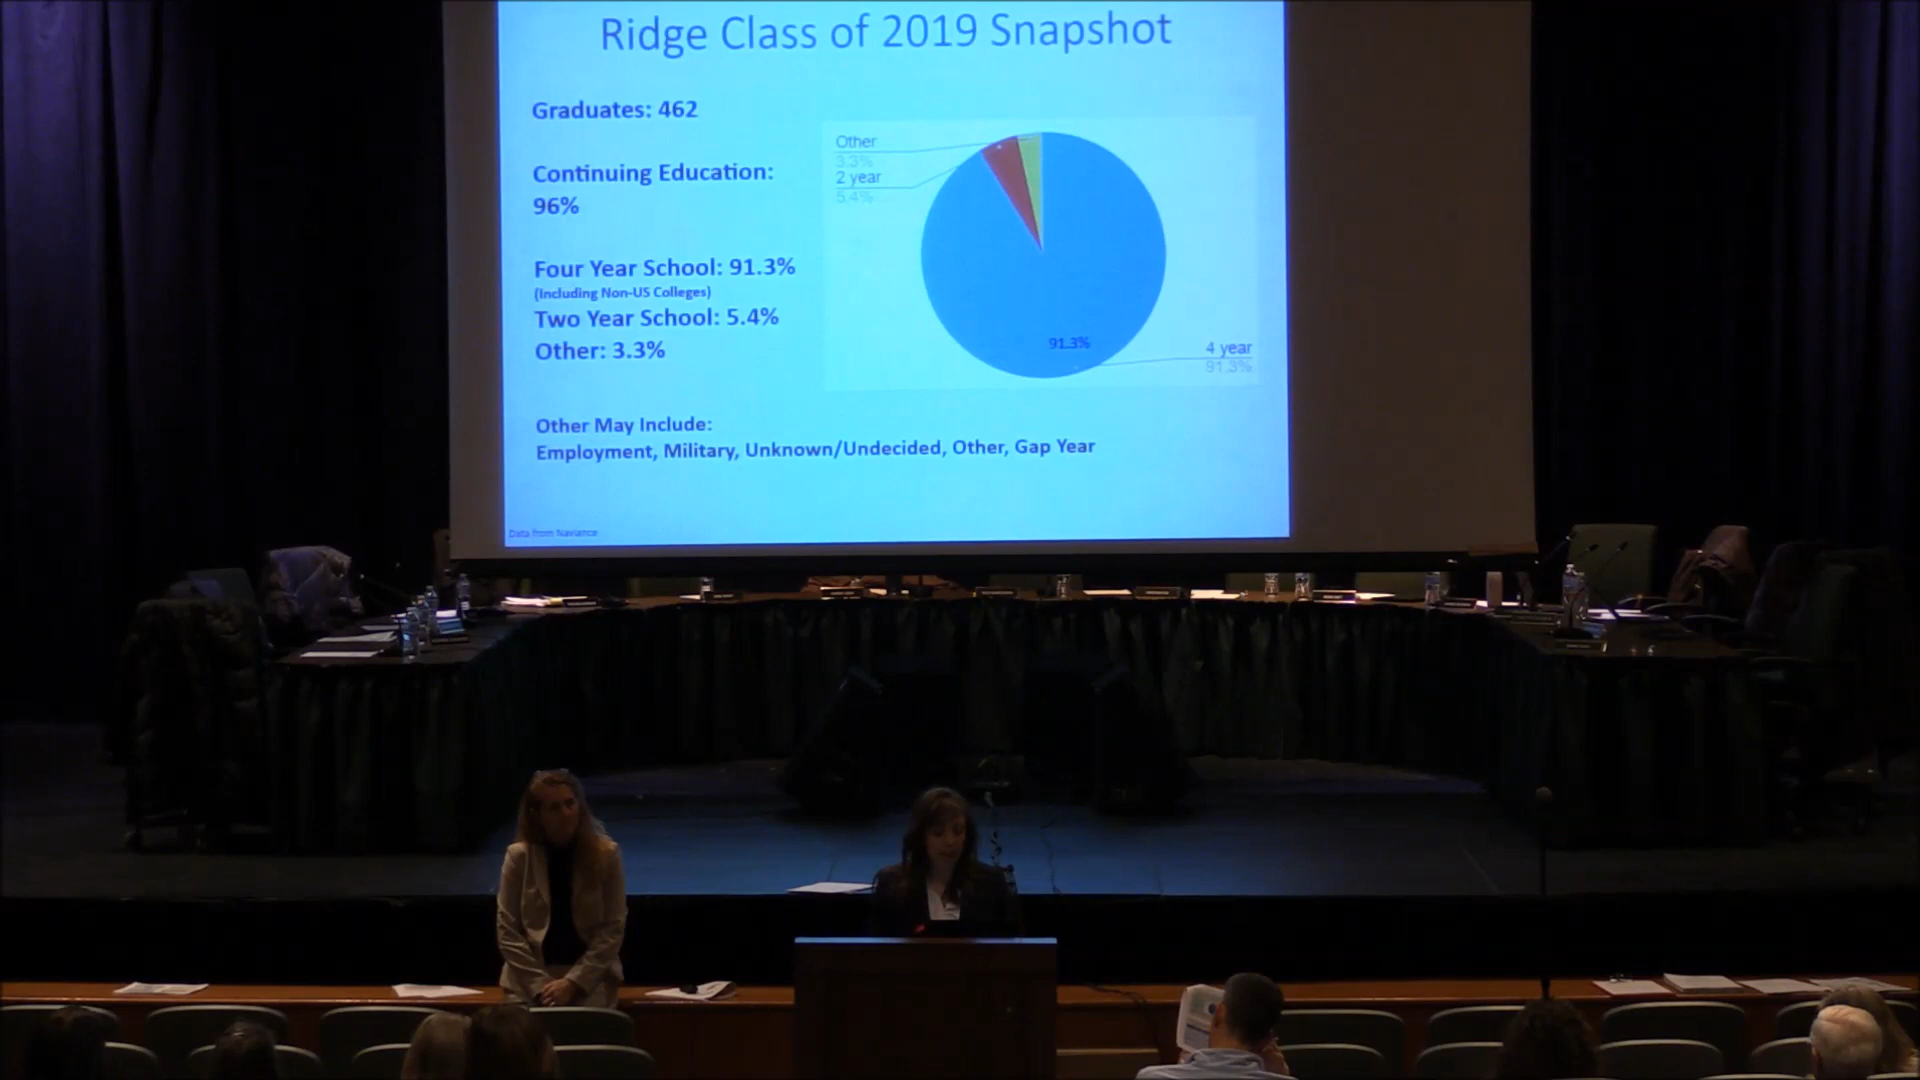 Ridge Class of 2019 Snapshot
Graduates: 462
Continuing Education:
96%
Four Year School: 91.3%
(Including Non-US Colleges)
Two Year School: 5.4%
Other: 3.3%
Other
3.3%
2 year
5.4%
91.3%
4 year
91.3%
Other May Include:
Employment, Military, Unknown/Undecided, Other, Gap Year
Data from Naviance